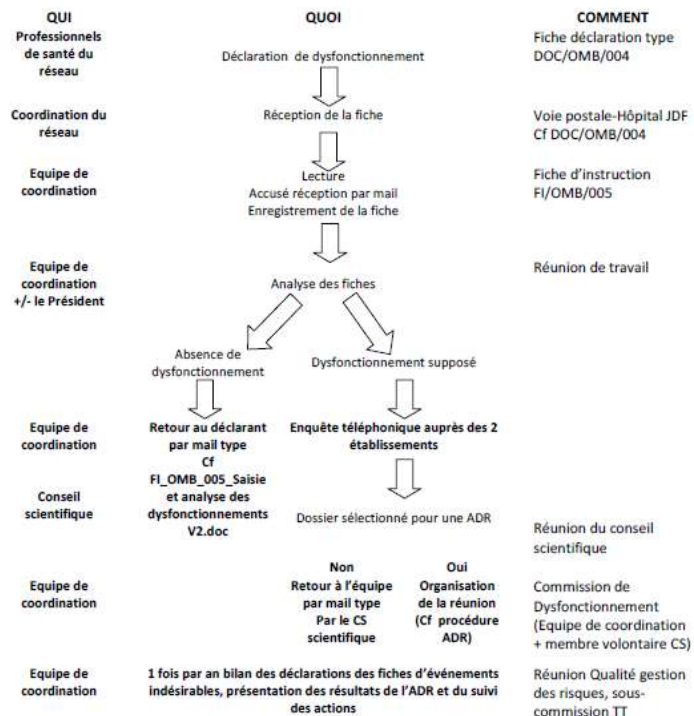 QUI
QUOI
COMMENT
Professionnels
de santé du
réseau
Déclaration de dysfonctionnement
Fiche déclaration type
DOC/OMB/004
Coordination du
réseau
Réception de la fiche
Voie postale-Hôpital JDF
Cf DOC/OMB/004
Equipe de
coordination
Lecture
Accusé réception par mail
Enregistrement de la fiche
Fiche d'instruction
FI/OMB/005
Equipe de
coordination
+/- le Président
Analyse des fiches
Réunion de travail
Absence de
dysfonctionnement
Dysfonctionnement supposé
Equipe de
coordination
Retour au déclarant
par mail type
Cf
FI_OMB_005_Saisie
et analyse des
dysfonctionnements
V2.doc
Enquête téléphonique auprès des 2
établissements
Conseil
scientifique
Dossier sélectionné pour une ADR
Réunion du conseil
scientifique
Equipe de
coordination
Non
Retour à l'équipe
par mail type
Par le CS
scientifique
Oui
Organisation
de la réunion
(Cf procédure
ADR)
Commission de
Dysfonctionnement
(Equipe de coordination
+ membre volontaire CS)
Equipe de
coordination
1 fois par an bilan des déclarations des fiches d'événements
indésirables, présentation des résultats de l'ADR et du suivi
des actions
Réunion Qualité gestion
des risques, sous-
commission TT